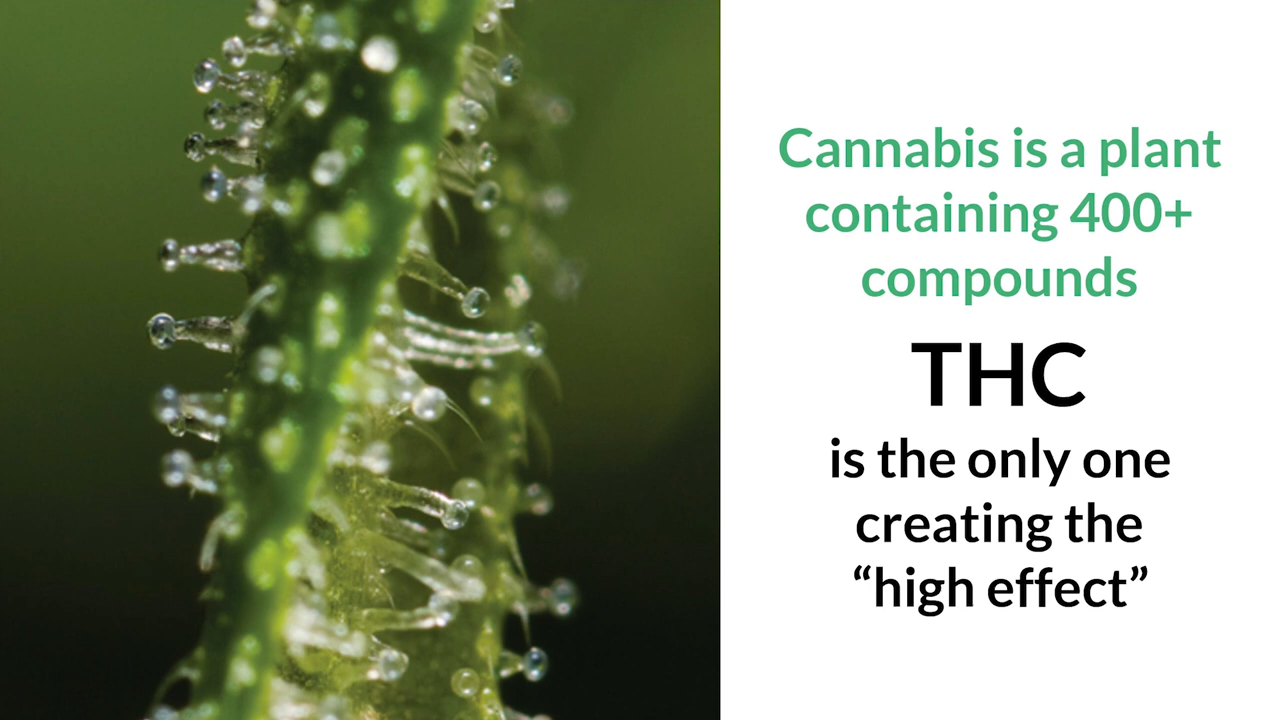 Cannabis is a plant
containing 400+
compounds
THC
is the only one
creating the
“high effect”